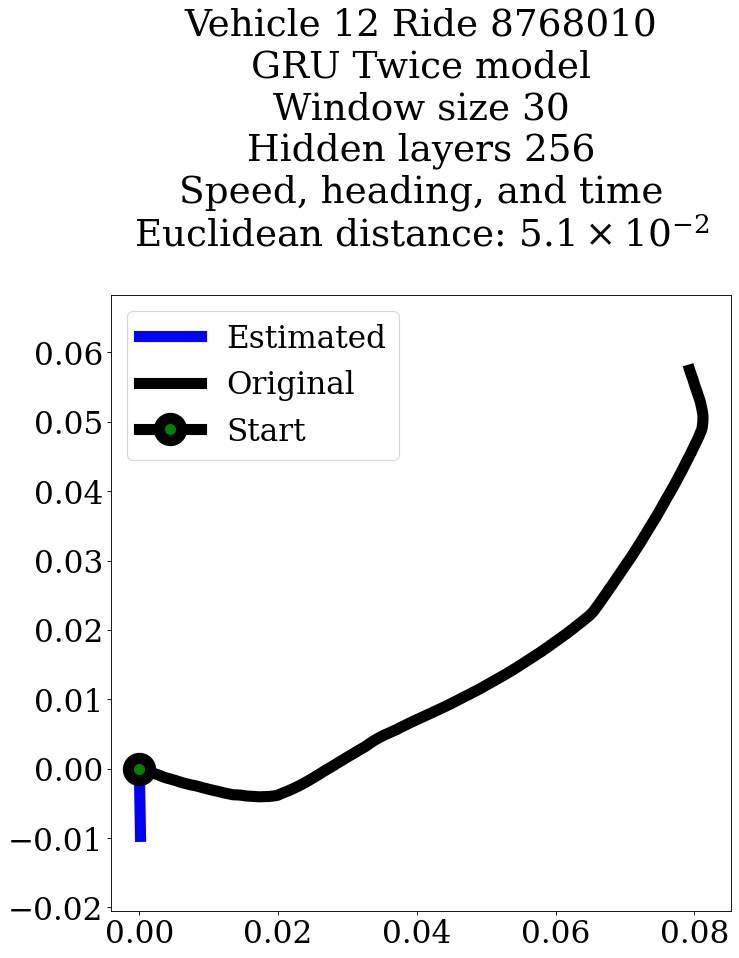 Vehicle 12 Ride 8768010
GRU Twice model
Window size 30
Hidden layers 256
Speed, heading, and time
Euclidean distance: 5.1 × 10⁻²
Estimated
Original
Start
0.06
0.05
0.04
0.03
0.02
0.01
0.00
−0.01
−0.02
0.00 0.02 0.04 0.06 0.08